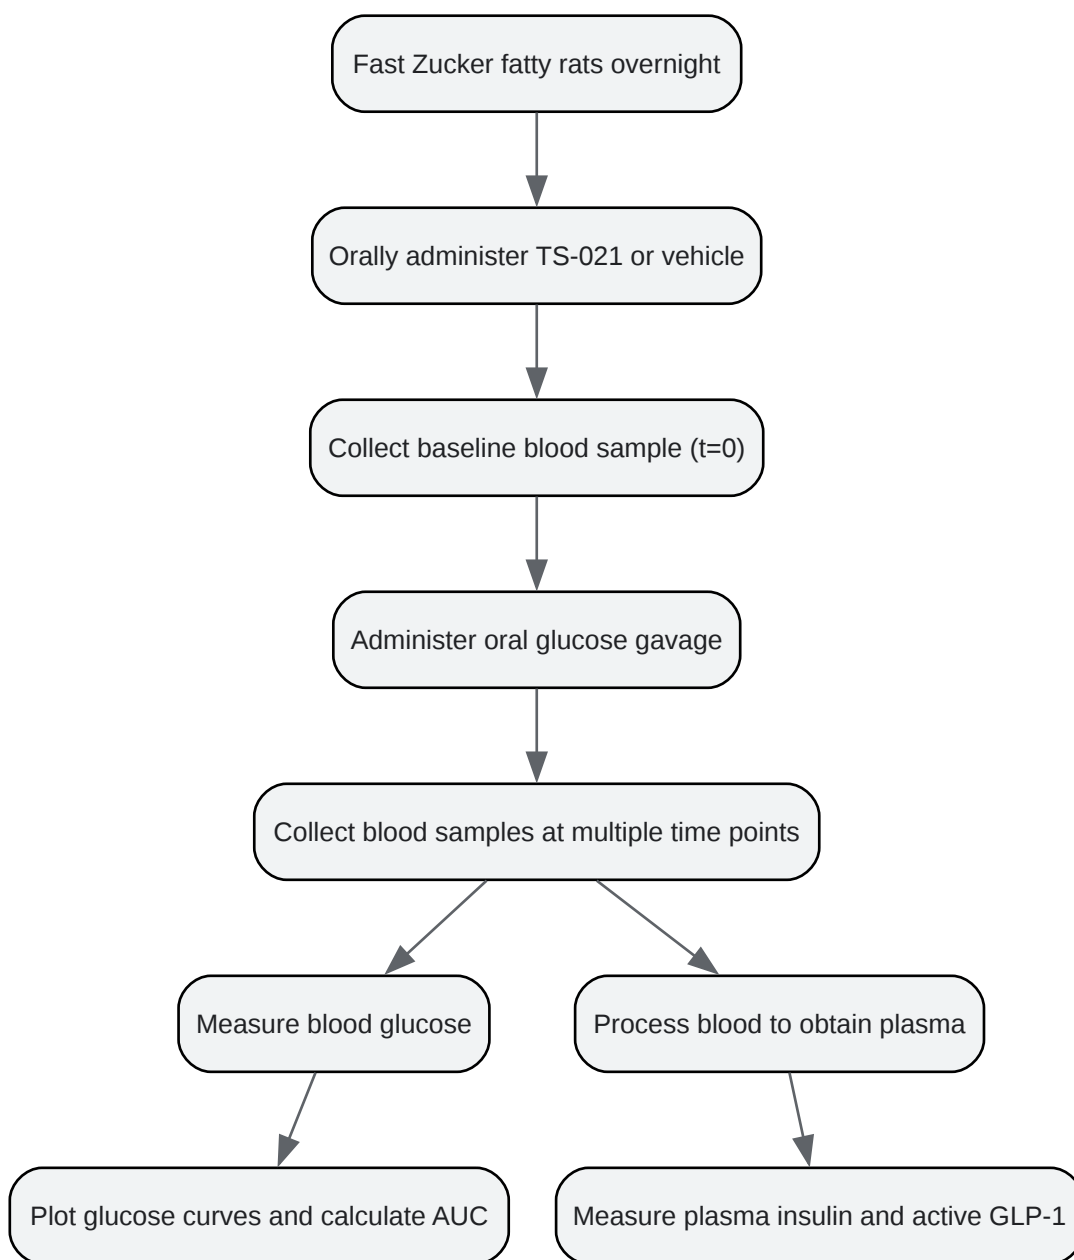 Fast Zucker fatty rats overnight
Orally administer TS-021 or vehicle
Collect baseline blood sample (t=0)
Administer oral glucose gavage
Collect blood samples at multiple time points
Measure blood glucose
Process blood to obtain plasma
Plot glucose curves and calculate AUC
Measure plasma insulin and active GLP-1